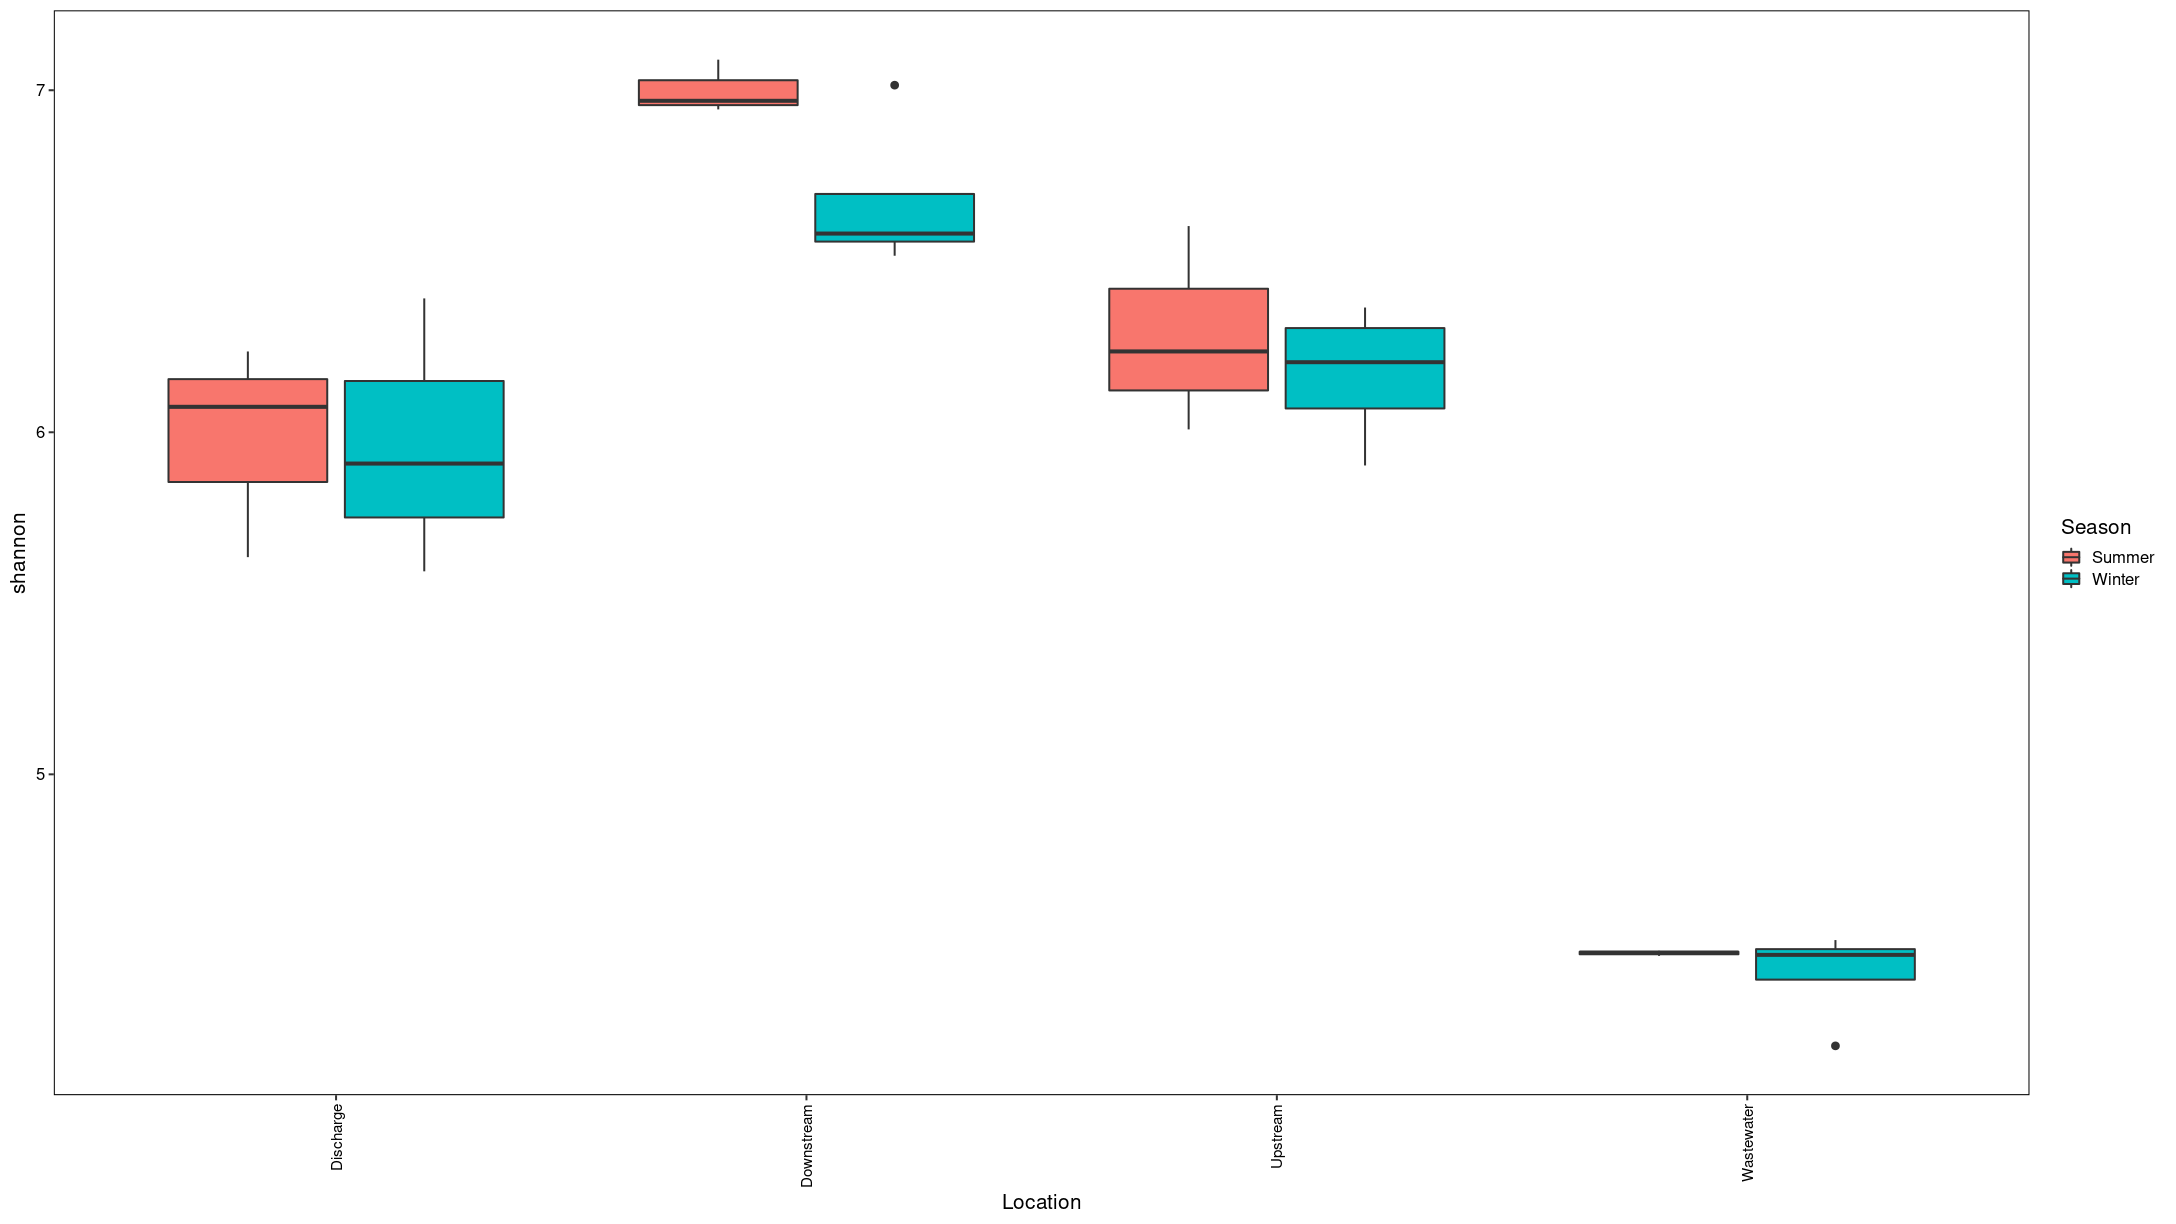 7
6
5
shannon
Discharge
Downstream
Upstream
Wastewater
Location
Season
Summer
Winter